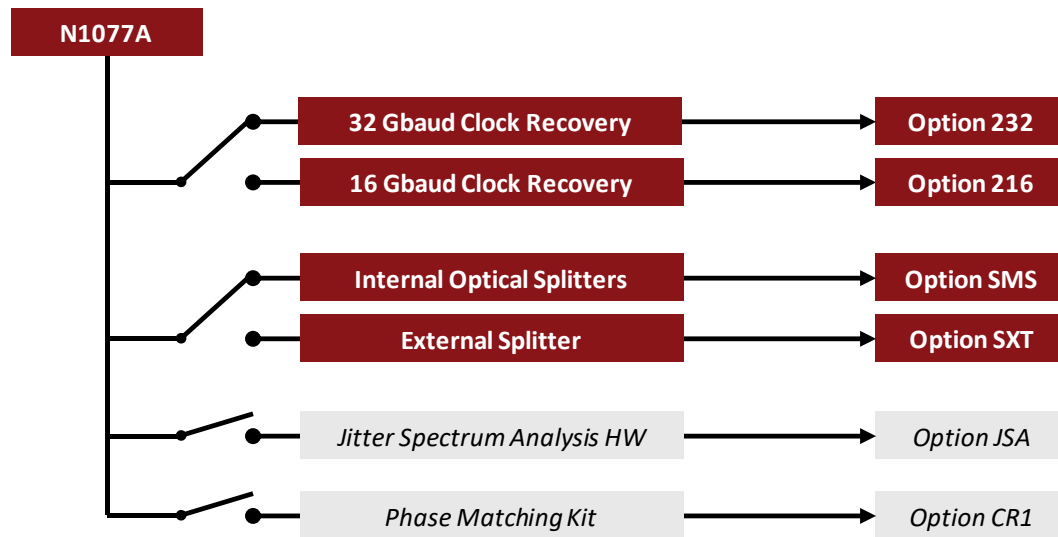 N1077A
32 Gbaud Clock Recovery Option 232
16 Gbaud Clock Recovery Option 216
Internal Optical Splitters Option SMS
External Splitter Option SXT
Jitter Spectrum Analysis HW Option JSA
Phase Matching Kit Option CR1